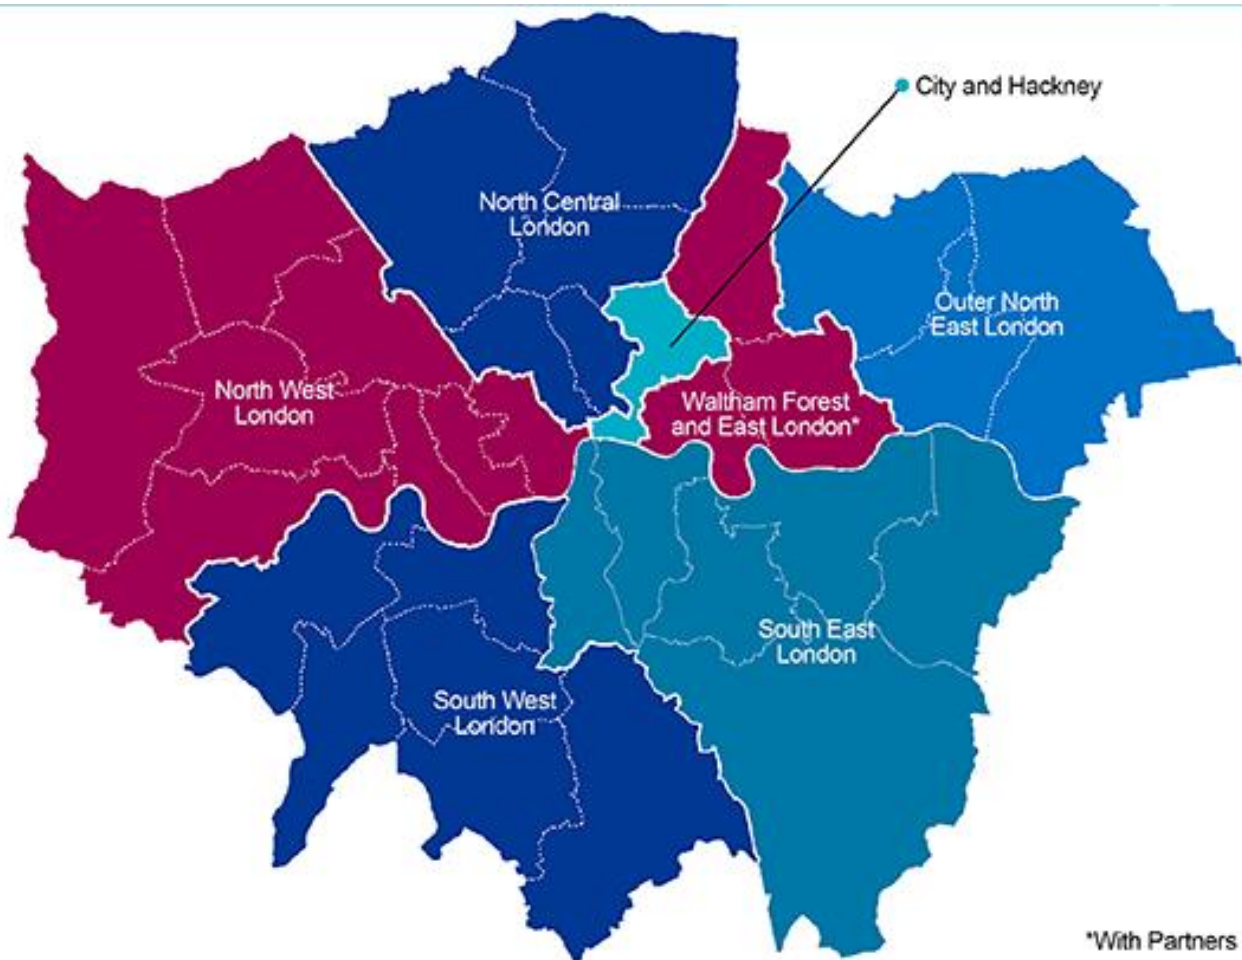 City and Hackney
North Central
London
Outer North
East London
North West
London
Waltham Forest
and East London*
South East
London
South West
London
*With Partners